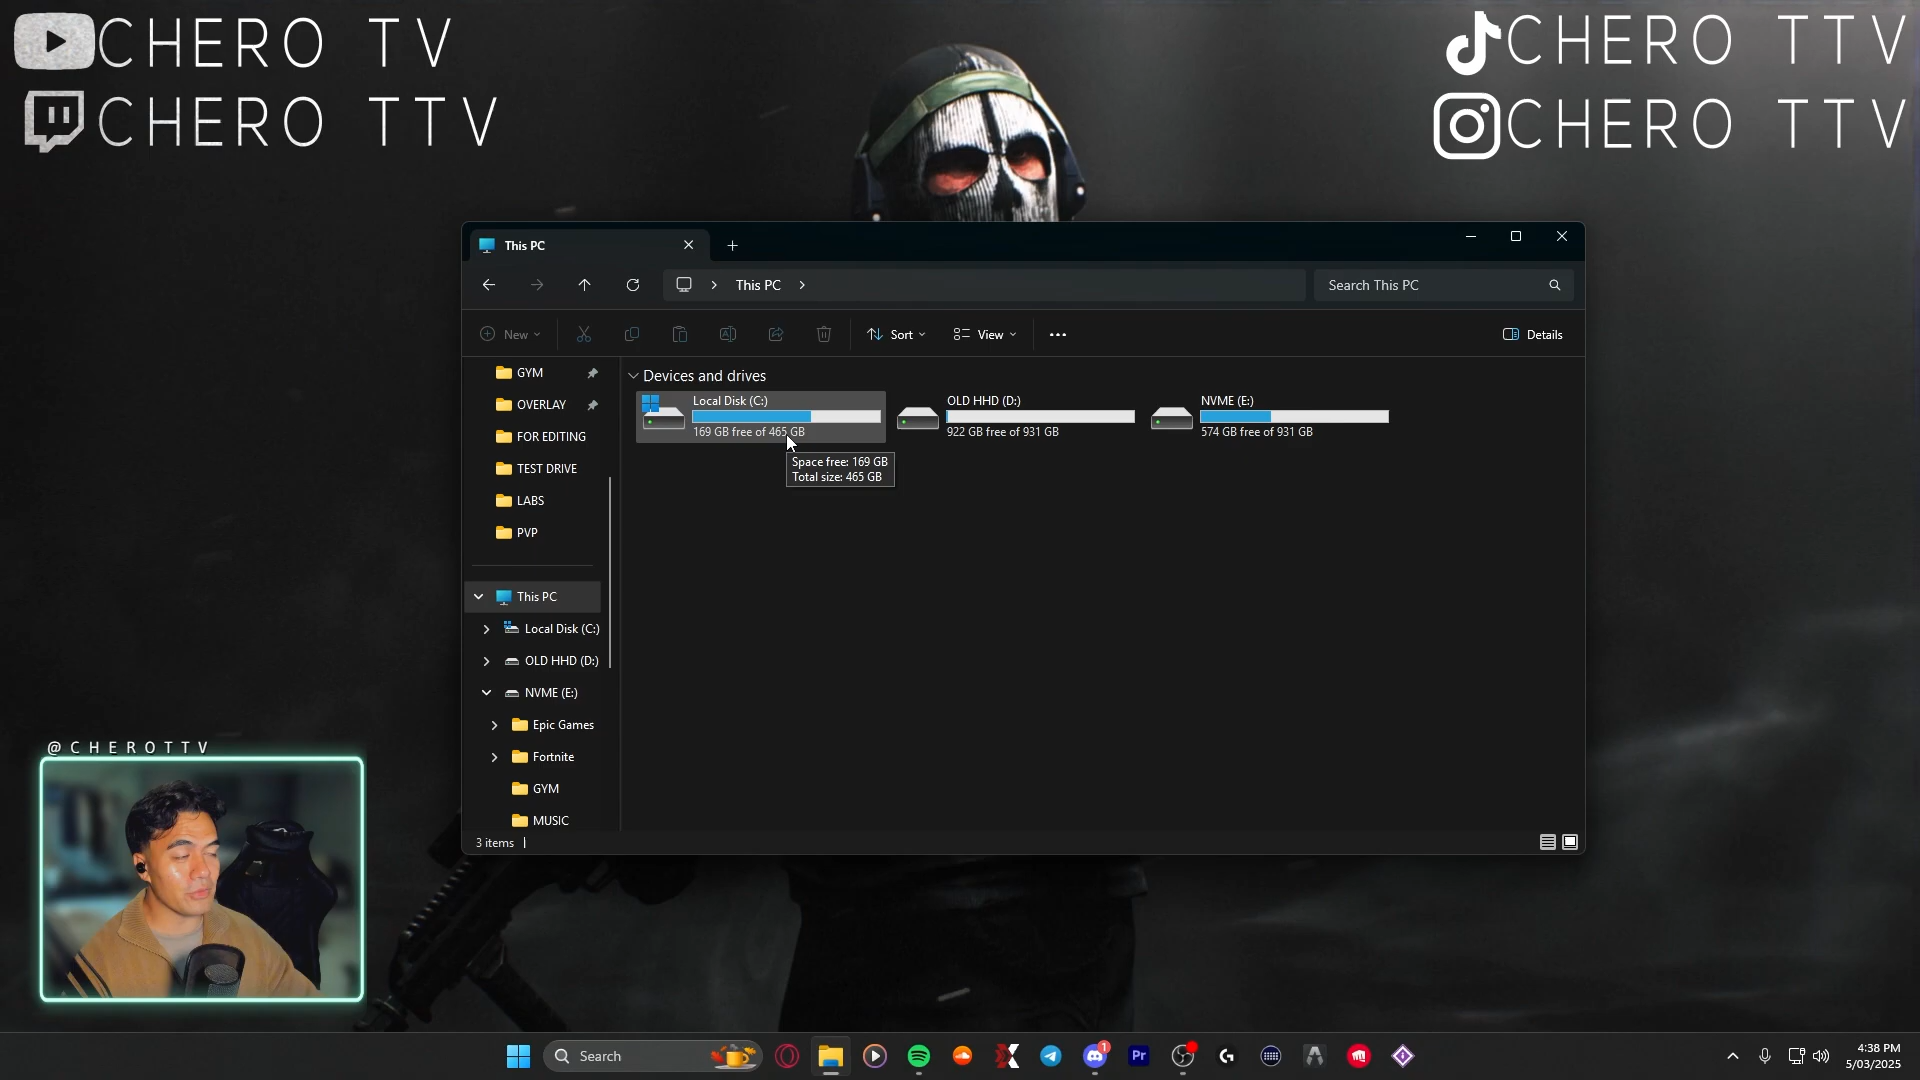 CHERO TV
CHERO TTV
CHERO TTV
CHERO TTV
This PC
This PC
Search This PC
New
Sort
View
Details
GYM
OVERLAY
FOR EDITING
TEST DRIVE
LABS
PVP
This PC
Local Disk (C:)
OLD HHD (D:)
NVME (E:)
Epic Games
Fortnite
GYM
MUSIC
Devices and drives
Local Disk (C:)
169 GB free of 465 GB
OLD HHD (D:)
922 GB free of 931 GB
NVME (E:)
574 GB free of 931 GB
Space free: 169 GB
Total size: 465 GB
3 items
@CHEROTTV
Search
1
Pr
4:38 PM
5/03/2025